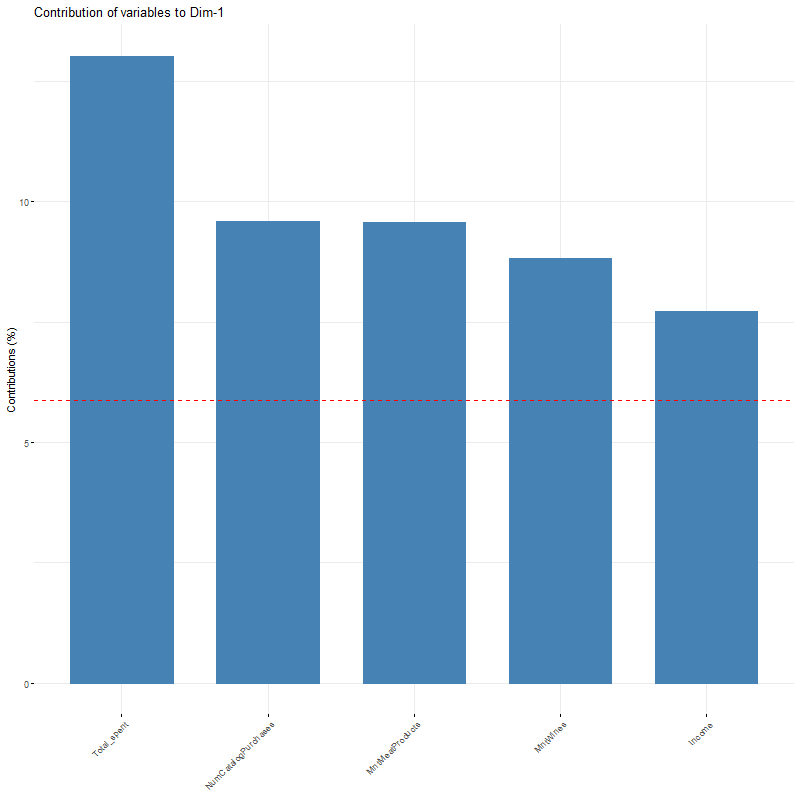 Contribution of variables to Dim-1
Contributions (%)
10
5
0
Total_spent
NumCatalogPurchases
MntMeatProducts
MntWines
Income